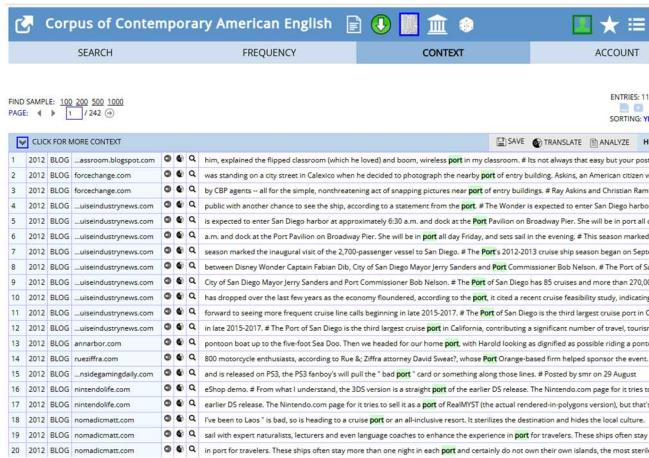 Corpus of Contemporary American English
SEARCH FREQUENCY CONTEXT ACCOUNT
ENTRIES: 11
FIND SAMPLE: 100 200 500 1000
PAGE: 1 / 242
SORTING:
CLICK FOR MORE CONTEXT SAVE TRANSLATE ANALYZE H
1 2012 BLOG ...assroom.blogspot.com him, explained the flipped classroom (which he loved) and boom, wireless port in my classroom. # Its not always that easy but your post
2 2012 BLOG forcechange.com was standing on a city street in Calexico when he decided to photograph the nearby port of entry building. Askins, an American citizen w
3 2012 BLOG forcechange.com by CBP agents -- all for the simple, nonthreatening act of snapping pictures near port of entry buildings. # Ray Askins and Christian Ram
4 2012 BLOG ...uiseindustrynews.com public with another chance to see the ship, according to a statement from the port. # The Wonder is expected to enter San Diego harbo
5 2012 BLOG ...uiseindustrynews.com is expected to enter San Diego harbor at approximately 6:30 a.m. and dock at the Port Pavilion on Broadway Pier. She will be in port all
6 2012 BLOG ...uiseindustrynews.com a.m. and dock at the Port Pavilion on Broadway Pier. She will be in port all day Friday, and sets sail in the evening. # This season marked
7 2012 BLOG ...uiseindustrynews.com season marked the inaugural visit of the 2,700-passenger vessel to San Diego. # The Port's 2012-2013 cruise ship season began on Sept
8 2012 BLOG ...uiseindustrynews.com between Disney Wonder Captain Fabian Dib, City of San Diego Mayor Jerry Sanders and Port Commissioner Bob Nelson. # The Port of Sa
9 2012 BLOG ...uiseindustrynews.com City of San Diego Mayor Jerry Sanders and Port Commissioner Bob Nelson. # The Port of San Diego has 85 cruises and more than 270,00
10 2012 BLOG ...uiseindustrynews.com has dropped over the last few years as the economy floundered, according to the port, it cited a recent cruise feasibility study, indicating
11 2012 BLOG ...uiseindustrynews.com forward to seeing more frequent cruise line calls beginning in late 2015-2017. # The Port of San Diego is the third largest cruise port in C
12 2012 BLOG ...uiseindustrynews.com in late 2015-2017. # The Port of San Diego is the third largest cruise port in California, contributing a significant number of travel, touris
13 2012 BLOG annarbor.com pontoon boat up to the five-foot Sea Doo. Then we headed for our home port, with Harold looking as dignified as possible riding a ponto
14 2012 BLOG rueziffra.com 800 motorcycle enthusiasts, according to Rue &; Ziffra attorney David Sweat?, whose Port Orange-based firm helped sponsor the event.
15 2012 BLOG ...nsidegamingdaily.com and is released on PS3, the PS3 fanboy's will pull the " bad port " card or something along those lines. # Posted by smr on 29 August
16 2012 BLOG nintendolife.com eShop demo. # From what I understand, the 3DS version is a straight port of the earlier DS release. The Nintendo.com page for it tries t
17 2012 BLOG nintendolife.com earlier DS release. The Nintendo.com page for it tries to sell it as a port of RealMYST (the actual rendered-in-polygons version), but that's
18 2012 BLOG nomadicmatt.com I've been to Laos " is bad, so is heading to a cruise port or an all-inclusive resort. It sterilizes the destination and hides the local culture.
19 2012 BLOG nomadicmatt.com sail with expert naturalists, lecturers and even language coaches to enhance the experience in port for travelers. These ships often stay
20 2012 BLOG nomadicmatt.com in port for travelers. These ships often stay more than one night in each port and certainly do not own their own islands, the most steril